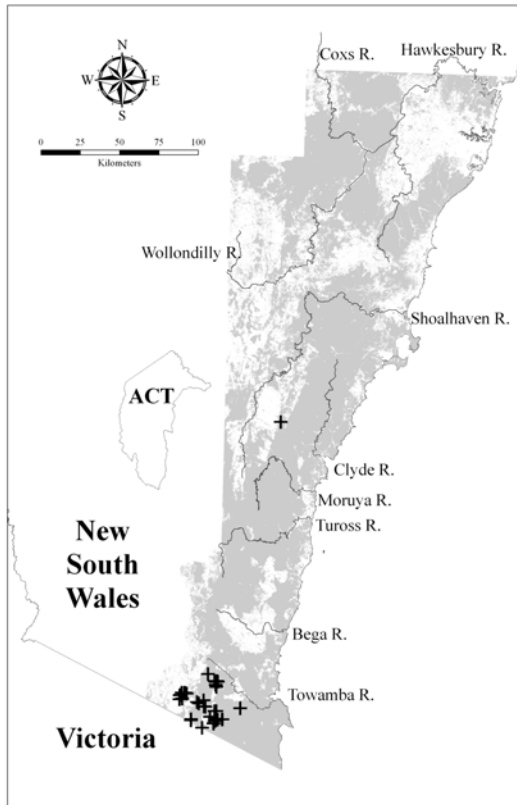 Coxs R.
Hawkesbury R.
N
W
E
S
0 25 50 75 100
Kilometers
Wollondilly R.
Shoalhaven R.
ACT
Clyde R.
Moruya R.
Tuross R.
New
South
Wales
Bega R.
Towamba R.
Victoria